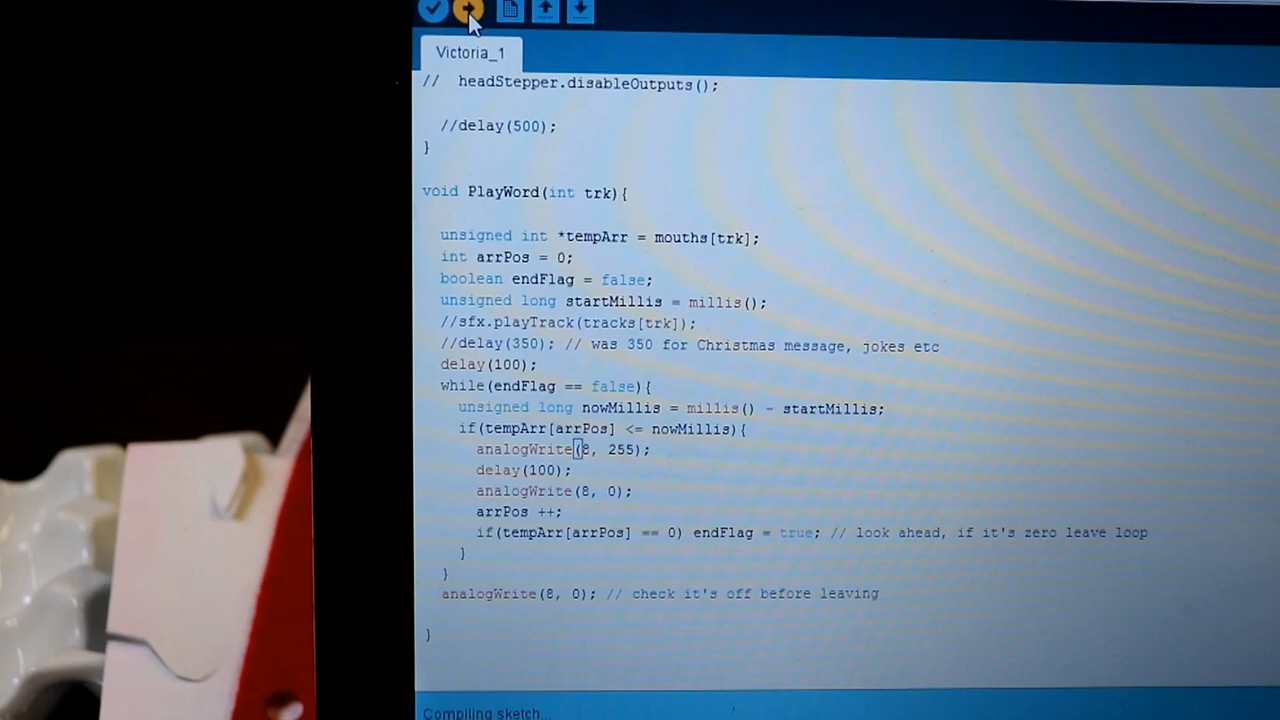 Victoria_1
//  headStepper.disableOutputs();
//delay(500);
}
void PlayWord(int trk){
unsigned int *tempArr = mouths[trk];
int arrPos = 0;
boolean endFlag = false;
unsigned long startMillis = millis();
//sfx.playTrack(tracks[trk]);
//delay(350); // was 350 for Christmas message, jokes etc
delay(100);
while(endFlag == false){
unsigned long nowMillis = millis() - startMillis;
if(tempArr[arrPos] <= nowMillis){
analogWrite(8, 255);
delay(100);
analogWrite(8, 0);
arrPos ++;
if(tempArr[arrPos] == 0) endFlag = true; // look ahead, if it's zero leave loop
}
}
analogWrite(8, 0); // check it's off before leaving
}
Compiling sketch...